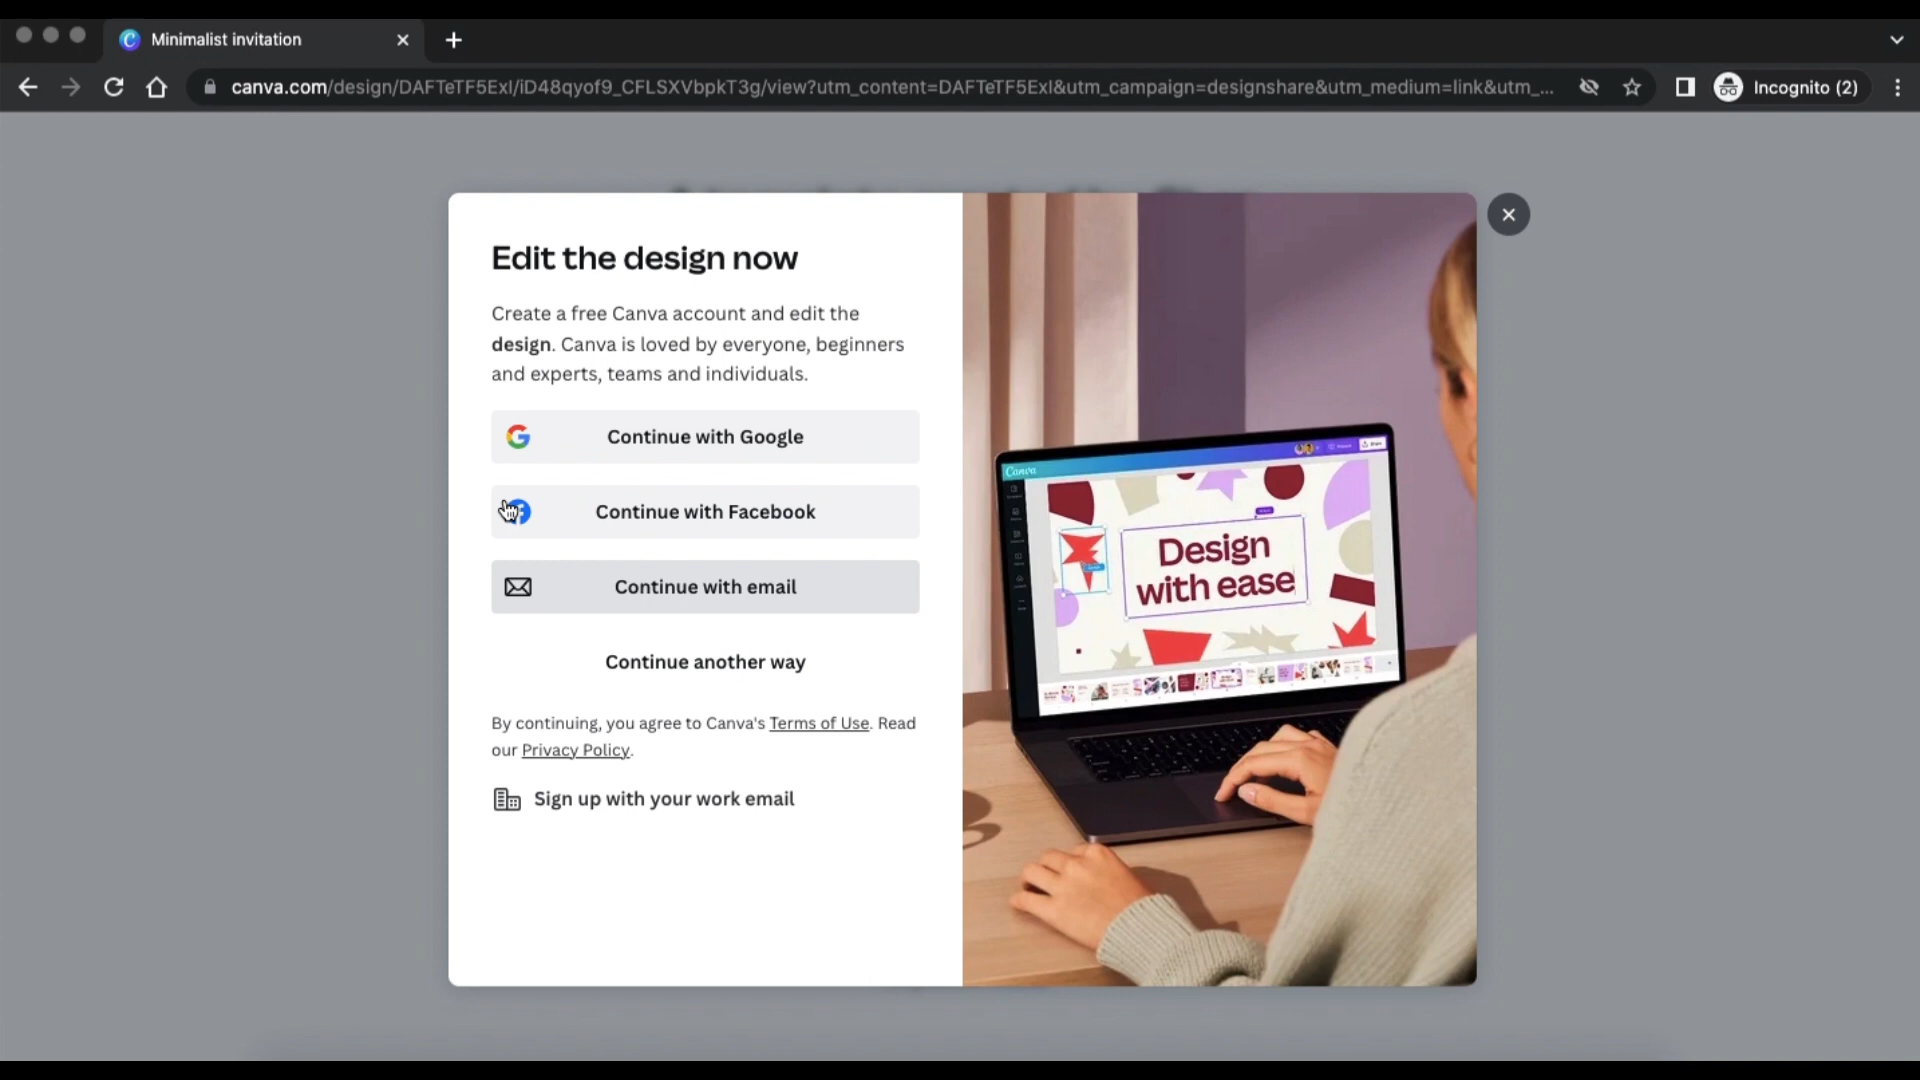 Minimalist invitation
canva.com/design/DAFTeTF5ExI/iD48qyof9_CFLSXVbpkT3g/view?utm_content=DAFTeTF5ExI&utm_campaign=designshare&utm_medium=link&utm_...
Incognito (2)
Edit the design now
Create a free Canva account and edit the
design. Canva is loved by everyone, beginners
and experts, teams and individuals.
Continue with Google
Continue with Facebook
Continue with email
Continue another way
By continuing, you agree to Canva's Terms of Use. Read
our Privacy Policy.
Sign up with your work email
Canva
Share
Design
with ease